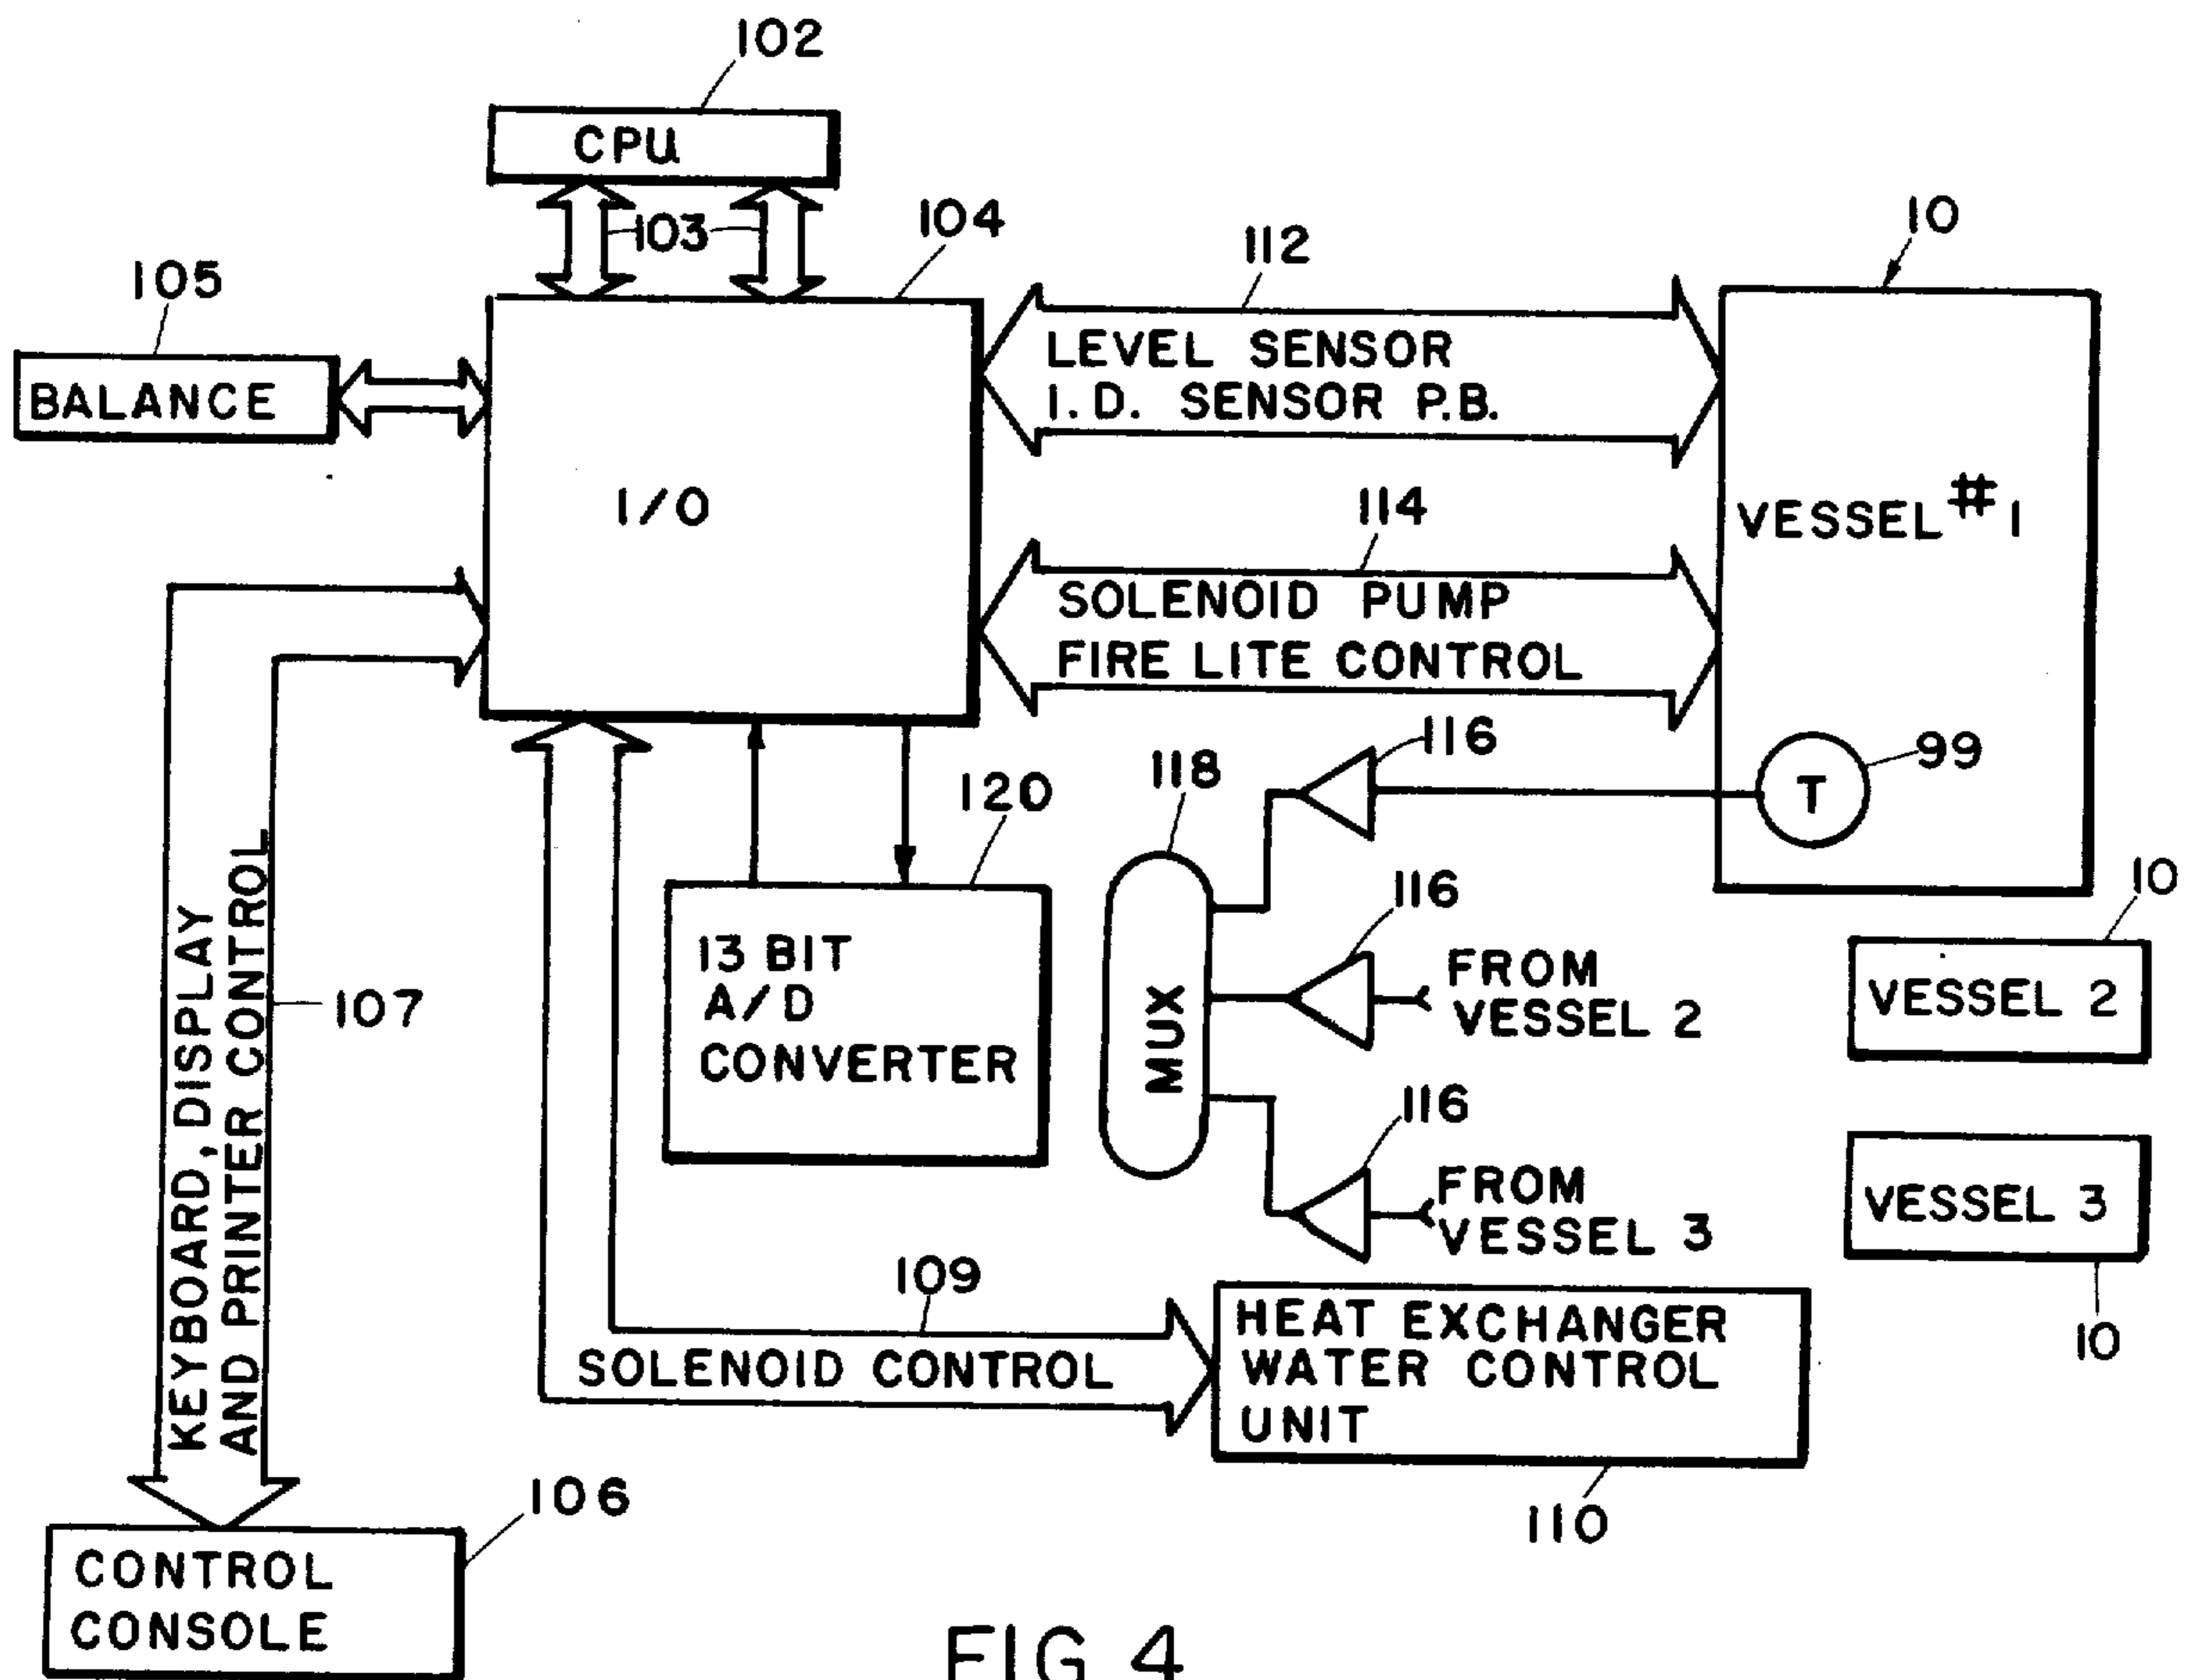 102
CPU
103
104
105
BALANCE
I/O
112
LEVEL SENSOR
I.D. SENSOR P.B.
10
VESSEL #1
114
SOLENOID PUMP
FIRE LITE CONTROL
116
99
T
118
MUX
120
13 BIT
A/D
CONVERTER
116
FROM
VESSEL 2
10
VESSEL 2
116
FROM
VESSEL 3
VESSEL 3
10
KEYBOARD, DISPLAY
AND PRINTER CONTROL
107
109
SOLENOID CONTROL
HEAT EXCHANGER
WATER CONTROL
UNIT
110
106
CONTROL
CONSOLE
FIG 4